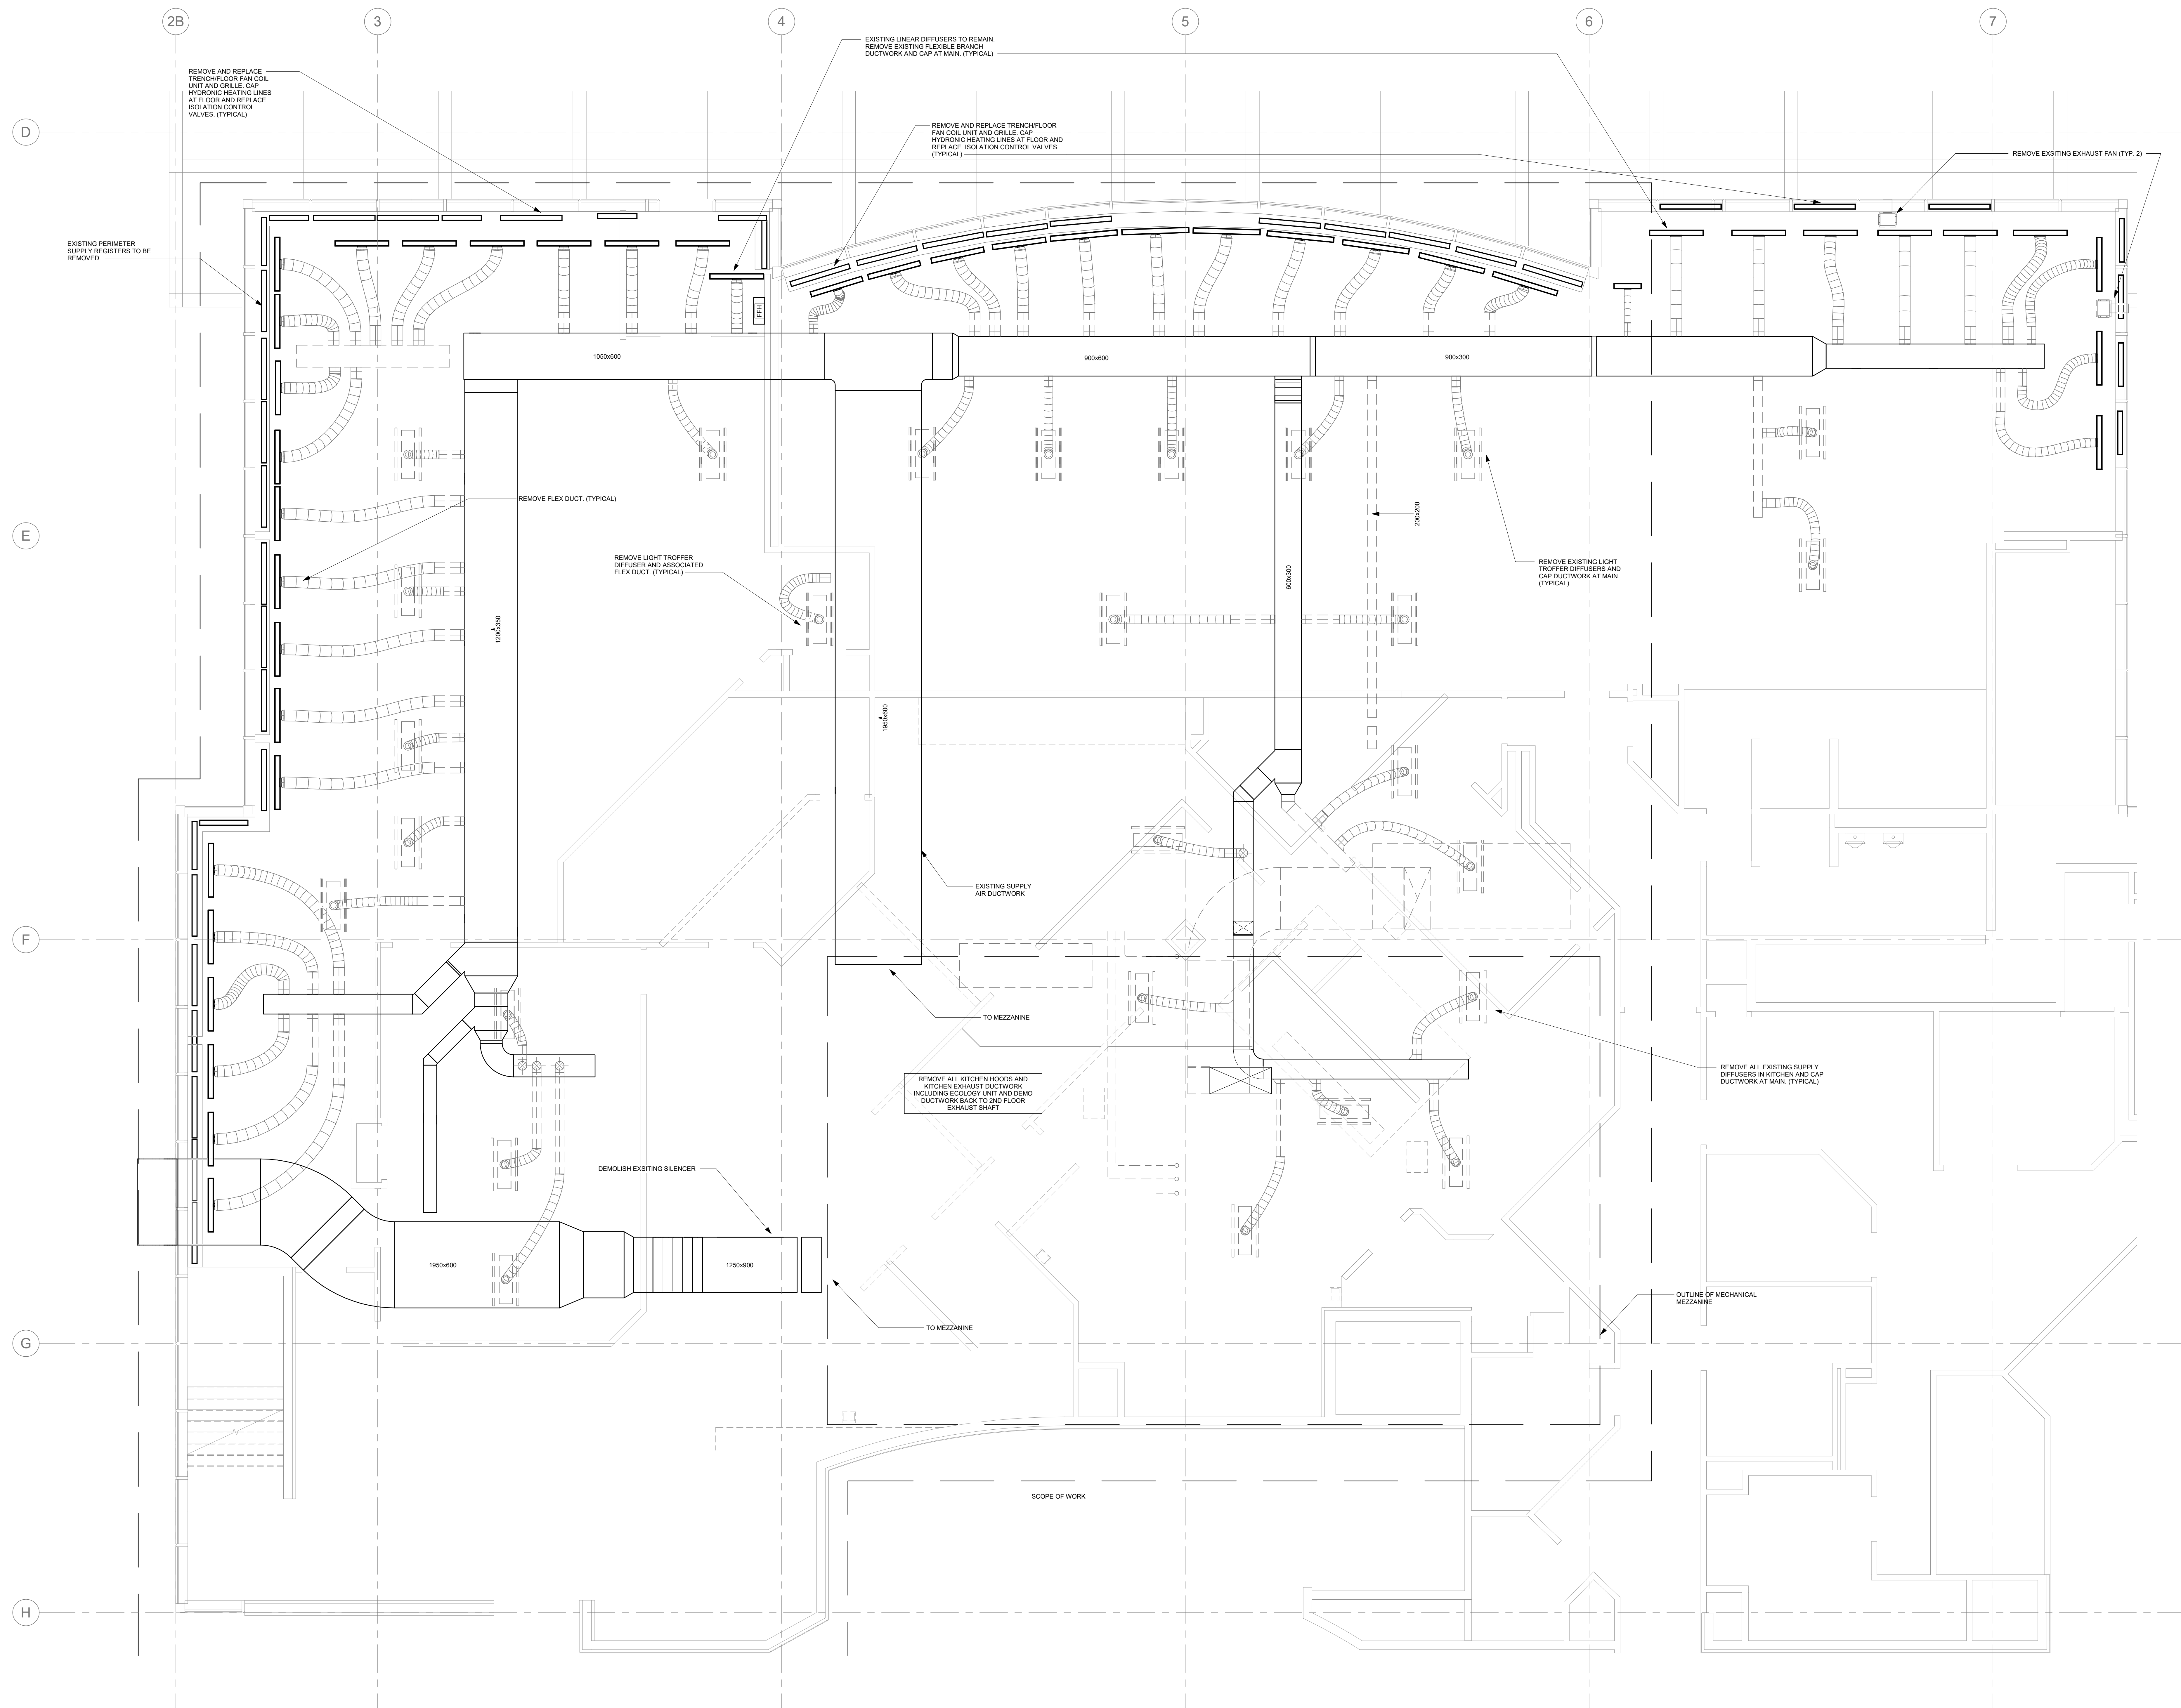 2B
3
4
5
6
7
EXISTING LINEAR DIFFUSERS TO REMAIN.
REMOVE EXISTING FLEXIBLE BRANCH
DUCTWORK AND CAP AT MAIN. (TYPICAL)
REMOVE AND REPLACE
TRENCH/FLOOR FAN COIL
UNIT AND GRILLE. CAP
HYDRONIC HEATING LINES
AT FLOOR AND REPLACE
ISOLATION CONTROL
VALVES. (TYPICAL)
D
REMOVE AND REPLACE TRENCH/FLOOR
FAN COIL UNIT AND GRILLE. CAP
HYDRONIC HEATING LINES AT FLOOR AND
REPLACE ISOLATION CONTROL VALVES.
(TYPICAL)
REMOVE EXSITING EXHAUST FAN (TYP. 2)
EXISTING PERIMETER
SUPPLY REGISTERS TO BE
REMOVED.
FFH
1050x600
900x600
900x300
REMOVE FLEX DUCT. (TYPICAL)
200x200
E
REMOVE LIGHT TROFFER
DIFFUSER AND ASSOCIATED
FLEX DUCT. (TYPICAL)
600x300
REMOVE EXISTING LIGHT
TROFFER DIFFUSERS AND
CAP DUCTWORK AT MAIN.
(TYPICAL)
1200x350
1950x600
EXISTING SUPPLY
AIR DUCTWORK
F
TO MEZZANINE
REMOVE ALL EXISTING SUPPLY
DIFFUSERS IN KITCHEN AND CAP
DUCTWORK AT MAIN. (TYPICAL)
REMOVE ALL KITCHEN HOODS AND
KITCHEN EXHAUST DUCTWORK
INCLUDING ECOLOGY UNIT AND DEMO
DUCTWORK BACK TO 2ND FLOOR
EXHAUST SHAFT
DEMOLISH EXSITING SILENCER
1950x600
1250x900
OUTLINE OF MECHANICAL
MEZZANINE
TO MEZZANINE
G
SCOPE OF WORK
H